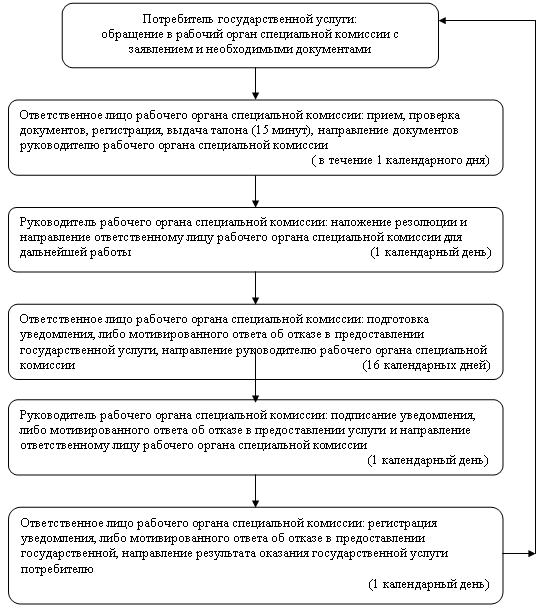 Потребитель государственной услуги:
обращение в рабочий орган специальной комиссии с
заявлением и необходимыми документами
Ответственное лицо рабочего органа специальной комиссии: прием, проверка
документов, регистрация, выдача талона (15 минут), направление документов
руководителю рабочего органа специальной комиссии
( в течение 1 календарного дня)
Руководитель рабочего органа специальной комиссии: наложение резолюции и
направление ответственному лицу рабочего органа специальной комиссии для
дальнейшей работы (1 календарный день)
Ответственное лицо рабочего органа специальной комиссии: подготовка
уведомления, либо мотивированного ответа об отказе в предоставлении
государственной услуги, направление руководителю рабочего органа специальной
комиссии (16 календарных дней)
Руководитель рабочего органа специальной комиссии: подписание уведомления,
либо мотивированного ответа об отказе в предоставлении услуги и направление
ответственному лицу рабочего органа специальной комиссии
(1 календарный день)
Ответственное лицо рабочего органа специальной комиссии: регистрация
уведомления, либо мотивированного ответа об отказе в предоставлении
государственной, направление результата оказания государственной услуги
потребителю
(1 календарный день)